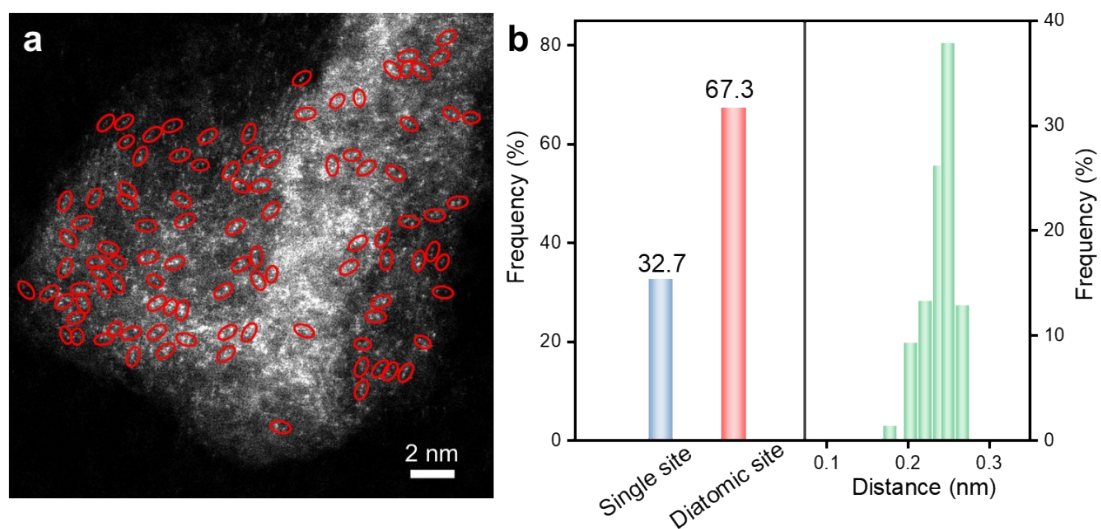 a
2 nm
b
Frequency (%)
80
60
40
20
0
32.7
67.3
Single site
Diatomic site
0.1
0.2
0.3
Distance (nm)
40
30
20
10
0
Frequency (%)